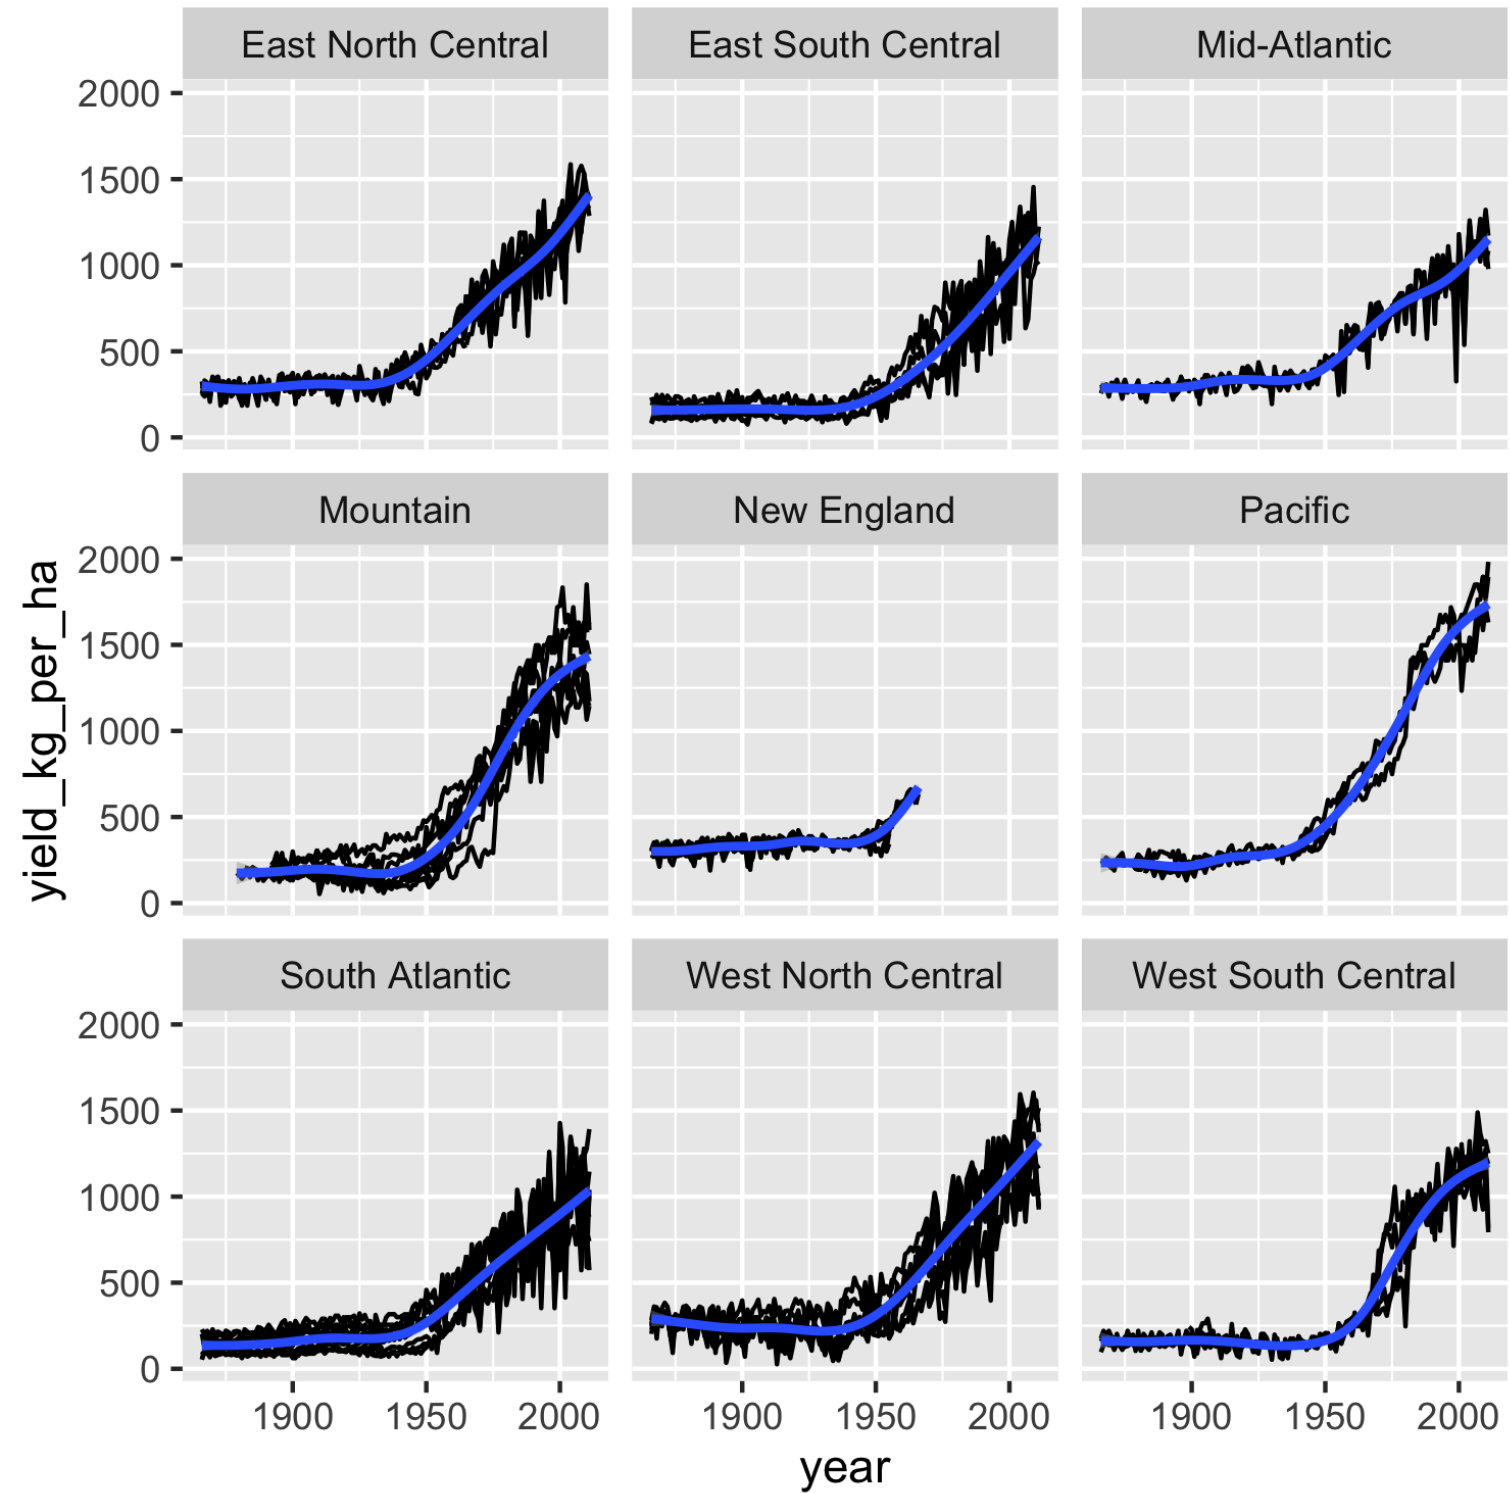 East North Central East South Central Mid-Atlantic
2000
1500
1000
500
0
Mountain New England Pacific
2000
1500
1000
500
0
South Atlantic West North Central West South Central
2000
1500
1000
500
0
1900 1950 2000 1900 1950 2000 1900 1950 2000
year
yield_kg_per_ha